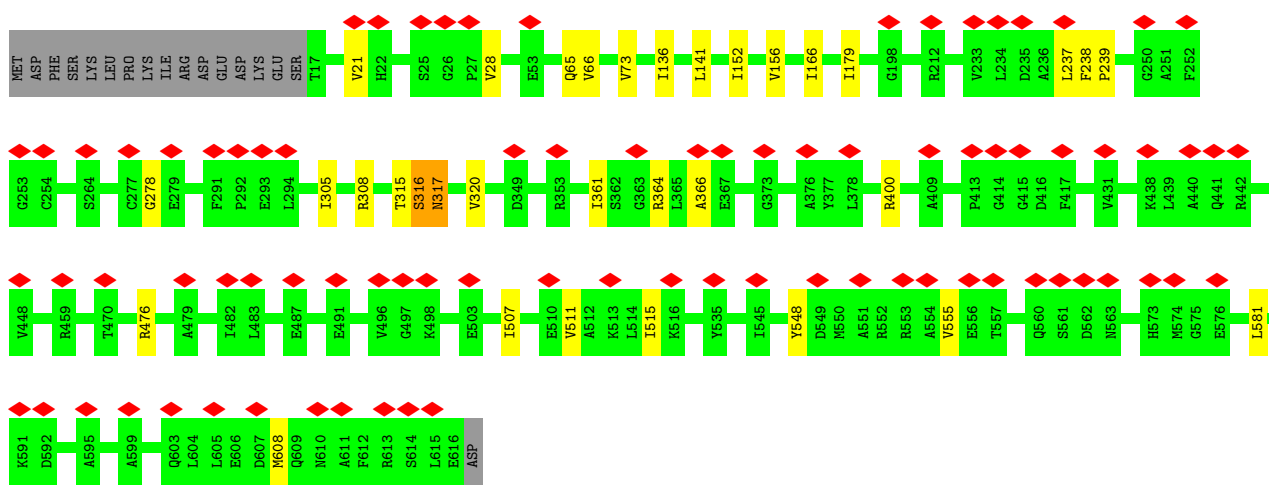 MET ASP PHE SER LYS LEU PRO LYS ILE ARG ASP GLU ASP LYS GLU SER T17 V21 H22 S25 G26 P27 V28 E53 Q65 V66 V73 I136 L141 I152 V156 I166 I179 G198 R212 V233 L234 D235 A236 L237 F238 P239 G250 A251 F252
G253 C254 S264 C277 G278 E279 F291 P292 E293 L294 I305 R308 T315 S316 N317 V320 D349 R353 I361 S362 G363 R364 L365 A366 E367 G373 A376 Y377 L378 R400 A409 P413 G414 G415 D416 F417 V431 K438 L439 A440 Q441 R442
V448 R459 T470 R476 A479 I482 L483 E487 E491 V496 G497 K498 E503 I507 E510 V511 A512 K513 L514 I515 K516 Y535 I545 Y548 D549 M550 A551 R552 R553 A554 V555 E556 T557 Q560 S561 D562 N563 H573 M574 G575 E576 L581
K591 D592 A595 A599 Q603 L604 L605 E606 D607 M608 Q609 N610 A611 F612 R613 S614 L615 E616 ASP